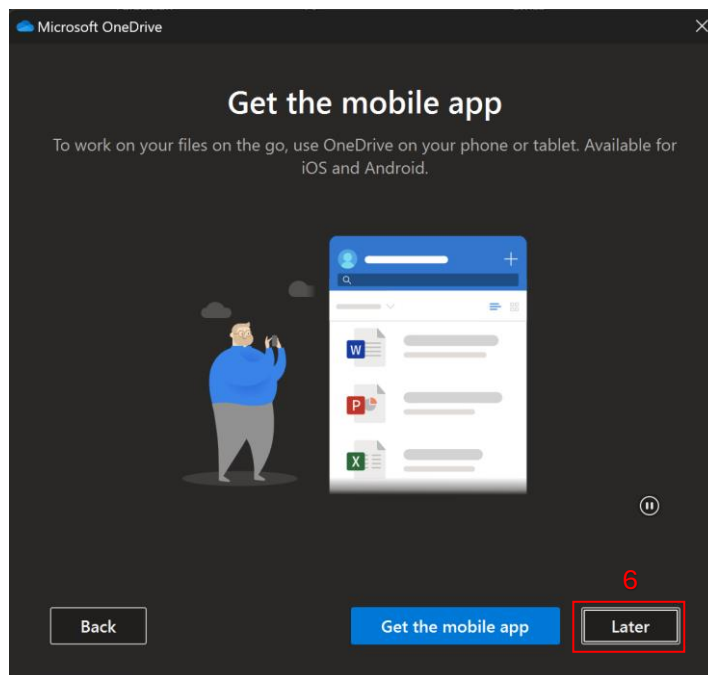 Microsoft OneDrive
Get the mobile app
To work on your files on the go, use OneDrive on your phone or tablet. Available for
iOS and Android.
W
P
X
6
Back
Get the mobile app
Later